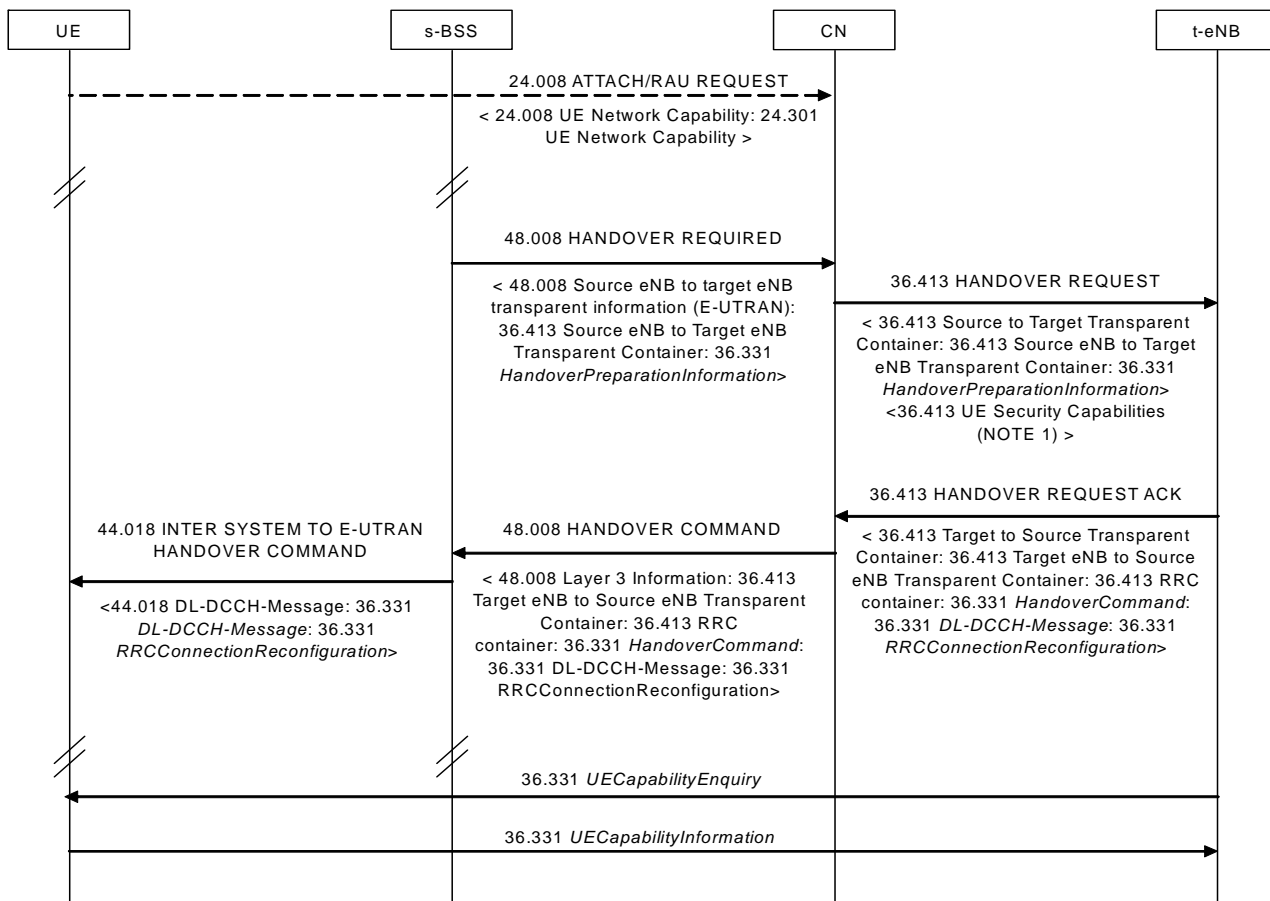 UE
s-BSS
CN
t-eNB
24.008 ATTACH/RAU REQUEST
< 24.008 UE Network Capability: 24.301
UE Network Capability >
48.008 HANDOVER REQUIRED
< 48.008 Source eNB to target eNB
transparent information (E-UTRAN):
36.413 Source eNB to Target eNB
Transparent Container: 36.331
HandoverPreparationInformation>
36.413 HANDOVER REQUEST
< 36.413 Source to Target Transparent
Container: 36.413 Source eNB to Target
eNB Transparent Container: 36.331
HandoverPreparationInformation>
<36.413 UE Security Capabilities
(NOTE 1) >
36.413 HANDOVER REQUEST ACK
< 36.413 Target to Source Transparent
Container: 36.413 Target eNB to Source
eNB Transparent Container: 36.413 RRC
container: 36.331 HandoverCommand:
36.331 DL-DCCH-Message: 36.331
RRCConnectionReconfiguration>
48.008 HANDOVER COMMAND
< 48.008 Layer 3 Information: 36.413
Target eNB to Source eNB Transparent
Container: 36.413 RRC
container: 36.331 HandoverCommand:
36.331 DL-DCCH-Message: 36.331
RRCConnectionReconfiguration>
44.018 INTER SYSTEM TO E-UTRAN
HANDOVER COMMAND
<44.018 DL-DCCH-Message: 36.331
DL-DCCH-Message: 36.331
RRCConnectionReconfiguration>
36.331 UECapabilityEnquiry
36.331 UECapabilityInformation